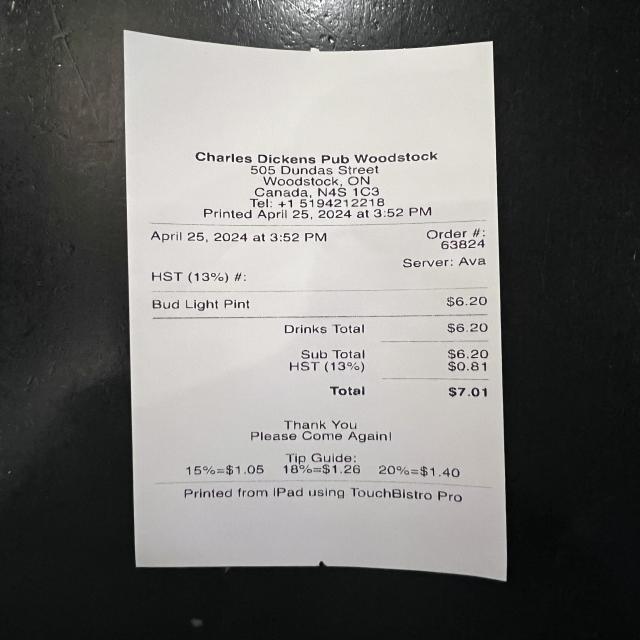 Charles Dickens Pub Woodstock
505 Dundas Street
Woodstock, ON
Canada, N4S 1C3
Tel: +1 5194212218
Printed April 25, 2024 at 3:52 PM
April 25, 2024 at 3:52 PM Order #:
63824
Server: Ava
HST (13%) #:
Bud Light Pint $6.20
Drinks Total $6.20
Sub Total $6.20
HST (13%) $0.81
Total $7.01
Thank You
Please Come Again!
Tip Guide:
15%=$1.05 18%=$1.26 20%=$1.40
Printed from iPad using TouchBistro Pro